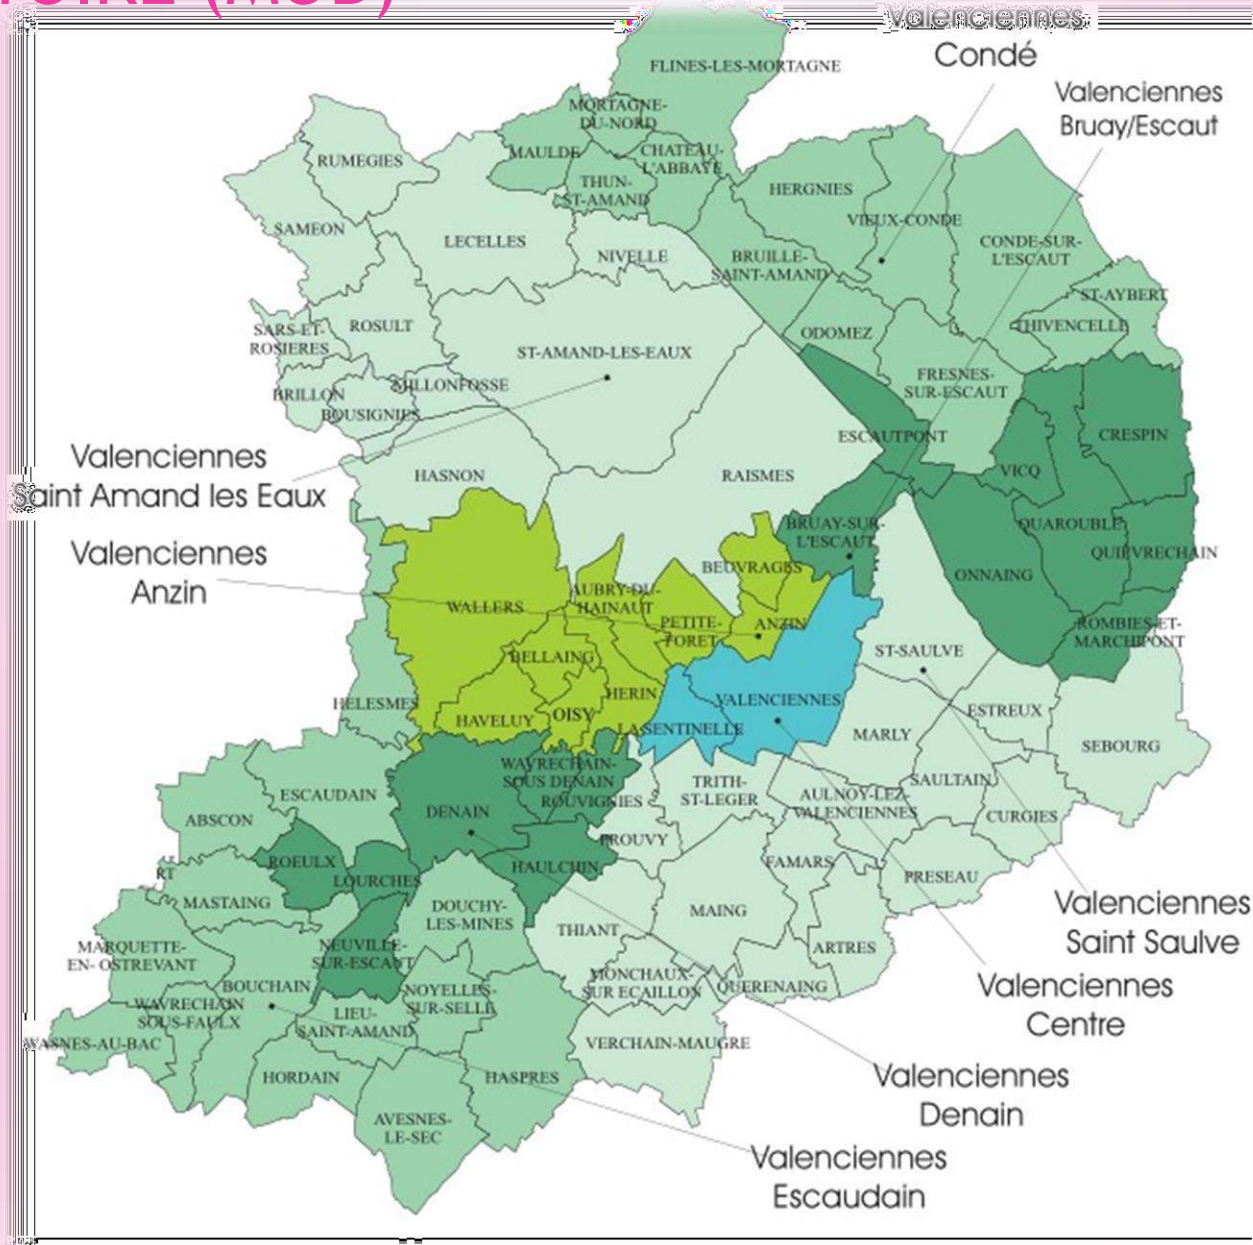 Valenciennes
Condé
Valenciennes
Bruay/Escaut
FLINES-LES-MORTAGNE
MORTAGNE-
DU-NORD
MAULDE
CHATEAU-
L'ABBAYE
THUN-
ST-AMAND
RUMEGIES
HERGNIES
VIEUX-CONDE
SAMEON
LECELLES
NIVELLE
BRUILLE-
SAINT-AMAND
CONDE-SUR-
L'ESCAUT
ST-AYBERT
THIVENCELLE
SARS-ET-
ROSIERES
ROSULT
ODOMEZ
ST-AMAND-LES-EAUX
FRESNES-
SUR-ESCAUT
BRILLON
MILLONFOSSE
BOUSIGNIES
ESCAUTPONT
CRESPIN
Valenciennes
Saint Amand les Eaux
HASNON
RAISMES
VICQ
BRUAY-SUR-
L'ESCAUT
QUAROUBLE
QUIEVRECHAIN
Valenciennes
Anzin
BEUVRAGES
ONNAING
WALLERS
AUBRY-DU-
HAINAUT
PETITE-
FORET
ANZIN
ROMBIES-ET-
MARCHIPONT
BELLAING
ST-SAULVE
HELESMES
HERIN
HAVELUY
OISY
LA SENTINELLE
VALENCIENNES
ESTREUX
MARLY
SEBOURG
WAVRECHAIN-
SOUS DENAIN
ROUVIGNIES
ESCAUDAIN
DENAIN
TRITH-
ST-LEGER
SAULTAIN
AULNOY-LEZ-
VALENCIENNES
CURGIES
ABSCON
PROUVY
ROEULX
LOURCHES
HAULCHIN
FAMARS
PRESEAU
RT
MASTAING
DOUCHY-
LES-MINES
MAING
THIANT
Valenciennes
Saint Saulve
MARQUETTE-
EN- OSTREVANT
NEUVILLE-
SUR-ESCAUT
ARTRES
BOUCHAIN
NOYELLES-
SUR-SELLE
MONCHAUX-
SUR ECAILLON
QUERENAING
Valenciennes
Centre
WAVRECHAIN
SOUS-FAULX
LIEU-
SAINT-AMAND
WASNES-AU-BAC
VERCHAIN-MAUGRE
HORDAIN
HASPRES
Valenciennes
Denain
AVESNES-
LE-SEC
Valenciennes
Escaudain